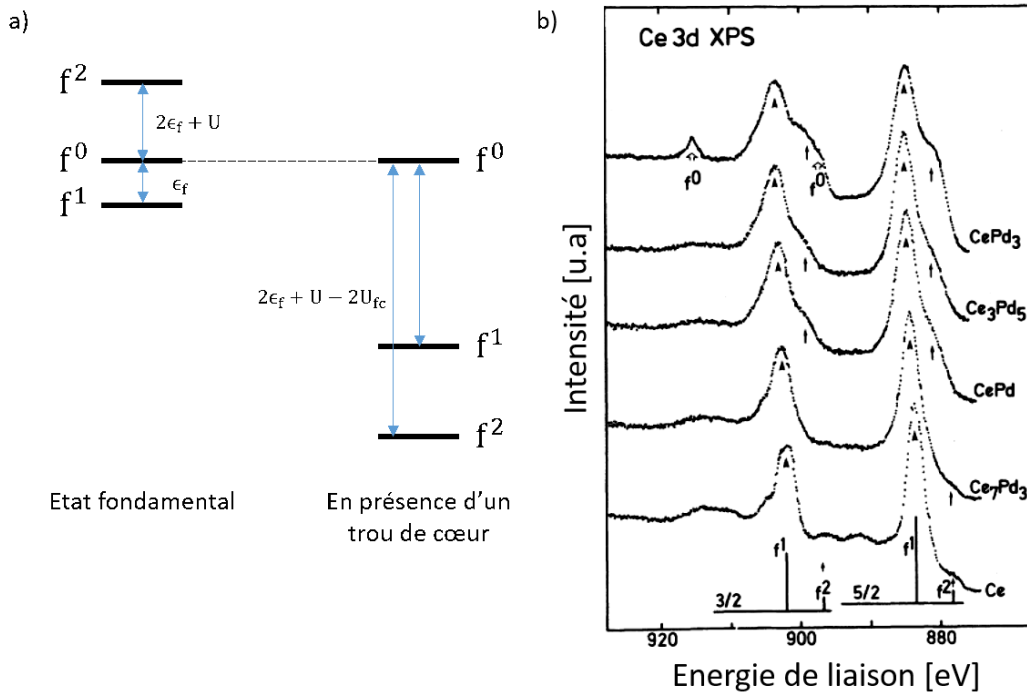 a)
f²
2ϵf + U
f⁰
f⁰
ϵf
f¹
2ϵf + U − 2Ufc
f¹
f²
Etat fondamental
En présence d'un
trou de cœur
b)
Ce 3d XPS
f⁰
f⁰
CePd₃
Ce₃Pd₅
CePd
Ce₇Pd₃
f¹
f²
3/2
f¹
f²
5/2
Ce
920
900
880
Intensité [u.a]
Energie de liaison [eV]